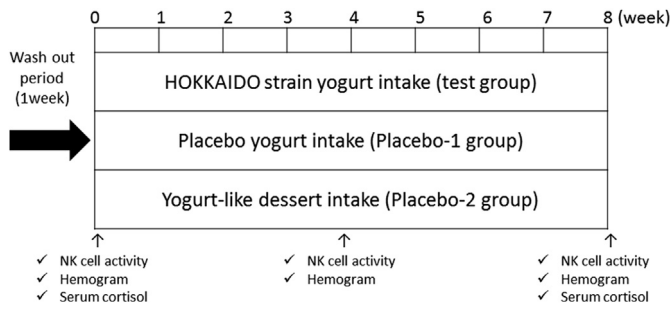 0 1 2 3 4 5 6 7 8 (week)
Wash out
period
(1week)
HOKKAIDO strain yogurt intake (test group)
Placebo yogurt intake (Placebo-1 group)
Yogurt-like dessert intake (Placebo-2 group)
✓ NK cell activity
✓ Hemogram
✓ Serum cortisol
✓ NK cell activity
✓ Hemogram
✓ NK cell activity
✓ Hemogram
✓ Serum cortisol